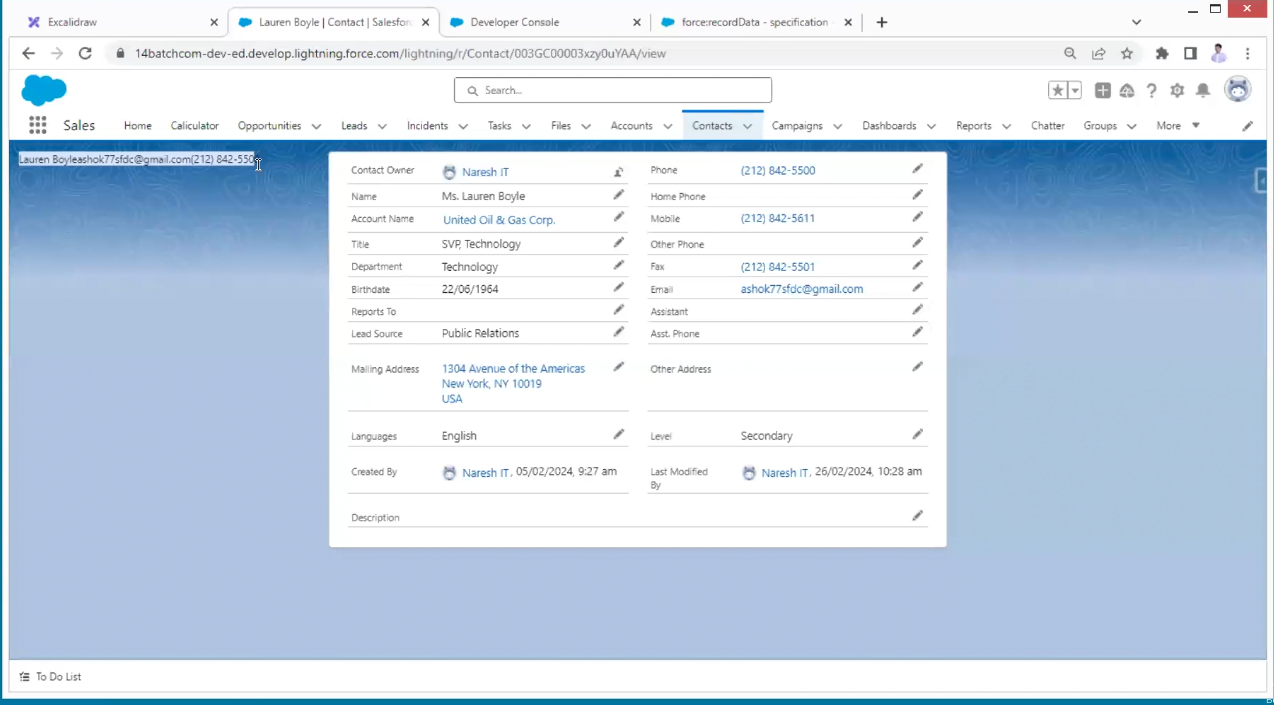 Excalidraw
Lauren Boyle | Contact | Salesfor
Developer Console
force:recordData - specification
14batchcom-dev-ed.develop.lightning.force.com/lightning/r/Contact/003GC00003xzy0uYAA/view
Search...
Sales
Home
Calculator
Opportunities
Leads
Incidents
Tasks
Files
Accounts
Contacts
Campaigns
Dashboards
Reports
Chatter
Groups
More
Lauren Boyleashok77sfdc@gmail.com(212) 842-550
Contact Owner Naresh IT
Phone (212) 842-5500
Name Ms. Lauren Boyle
Home Phone
Account Name United Oil & Gas Corp.
Mobile (212) 842-5611
Title SVP, Technology
Other Phone
Department Technology
Fax (212) 842-5501
Birthdate 22/06/1964
Email ashok77sfdc@gmail.com
Reports To
Assistant
Lead Source Public Relations
Asst. Phone
Mailing Address 1304 Avenue of the Americas
New York, NY 10019
USA
Other Address
Languages English
Level Secondary
Created By Naresh IT, 05/02/2024, 9:27 am
Last Modified By Naresh IT, 26/02/2024, 10:28 am
Description
To Do List